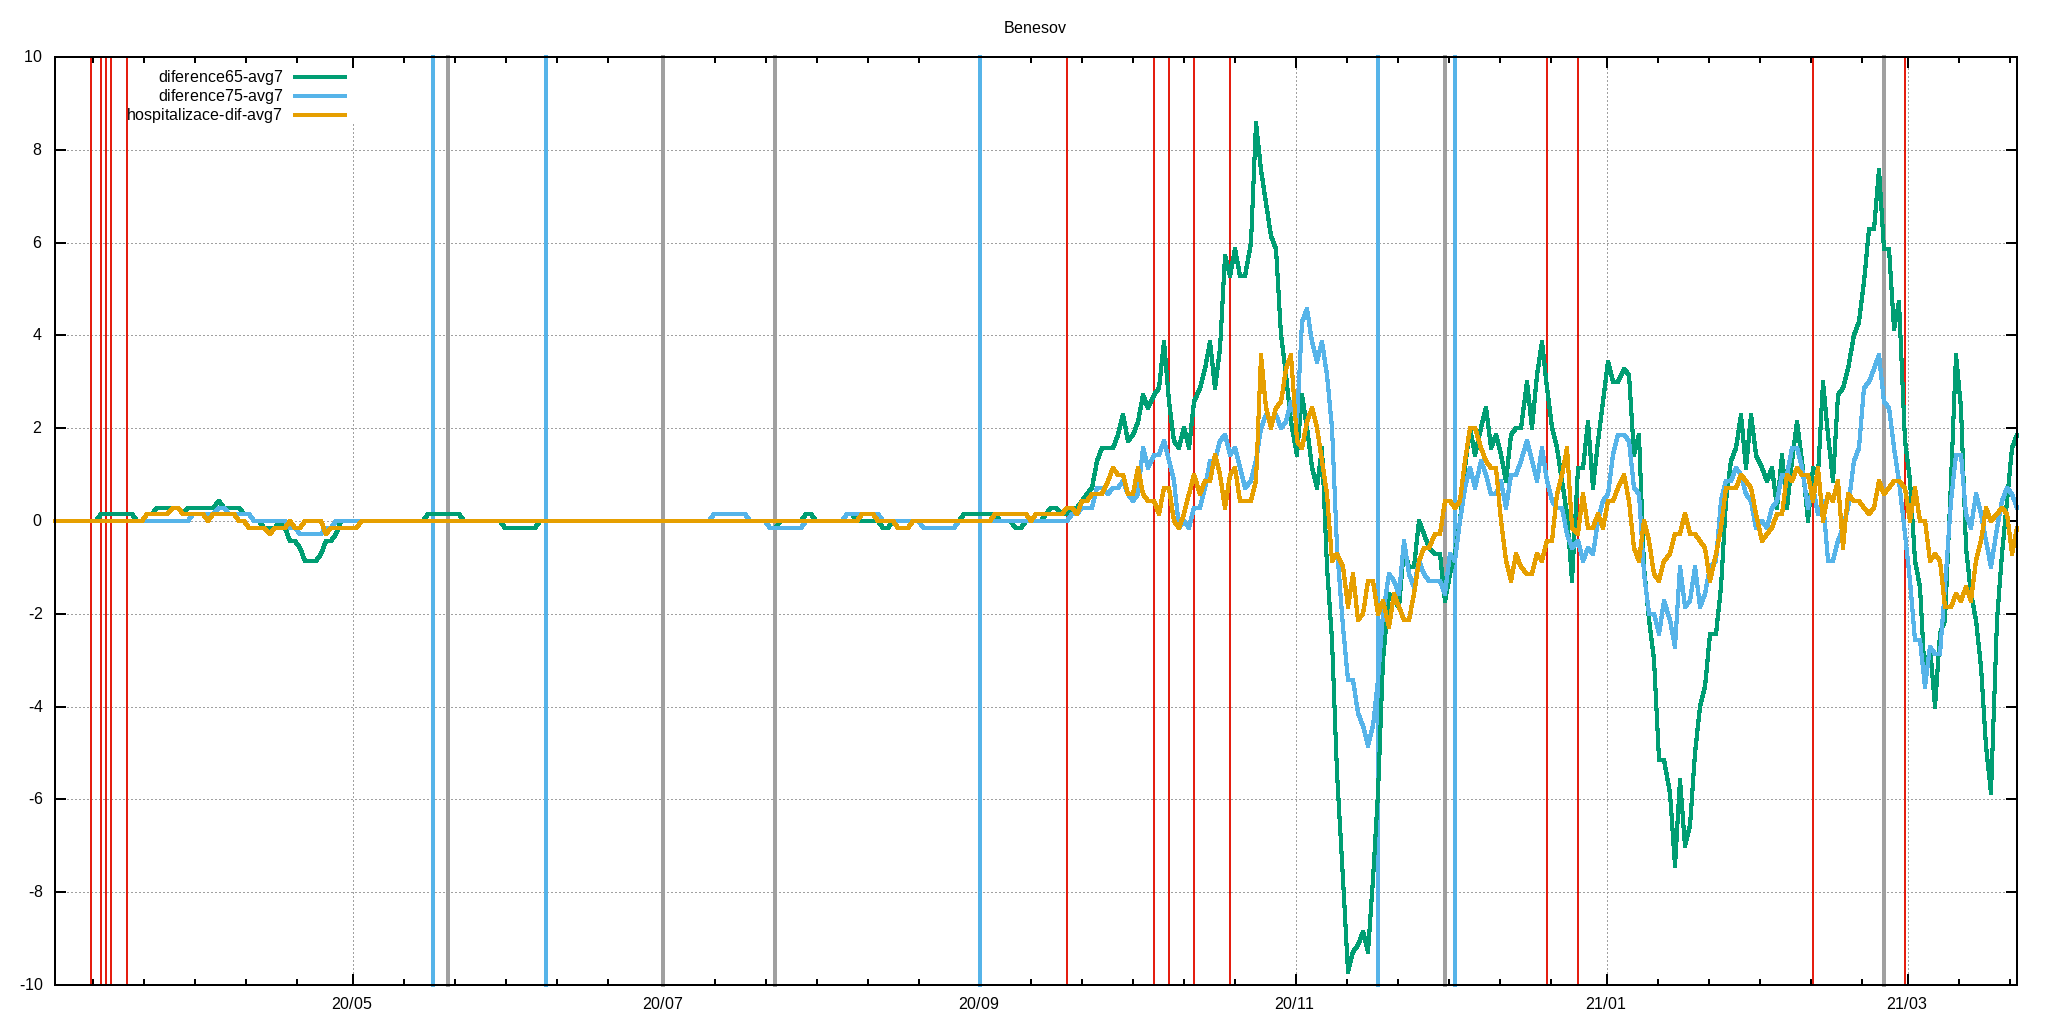 Benesov
diference65-avg7
diference75-avg7
hospitalizace-dif-avg7
10
8
6
4
2
0
-2
-4
-6
-8
-10
20/05 20/07 20/09 20/11 21/01 21/03